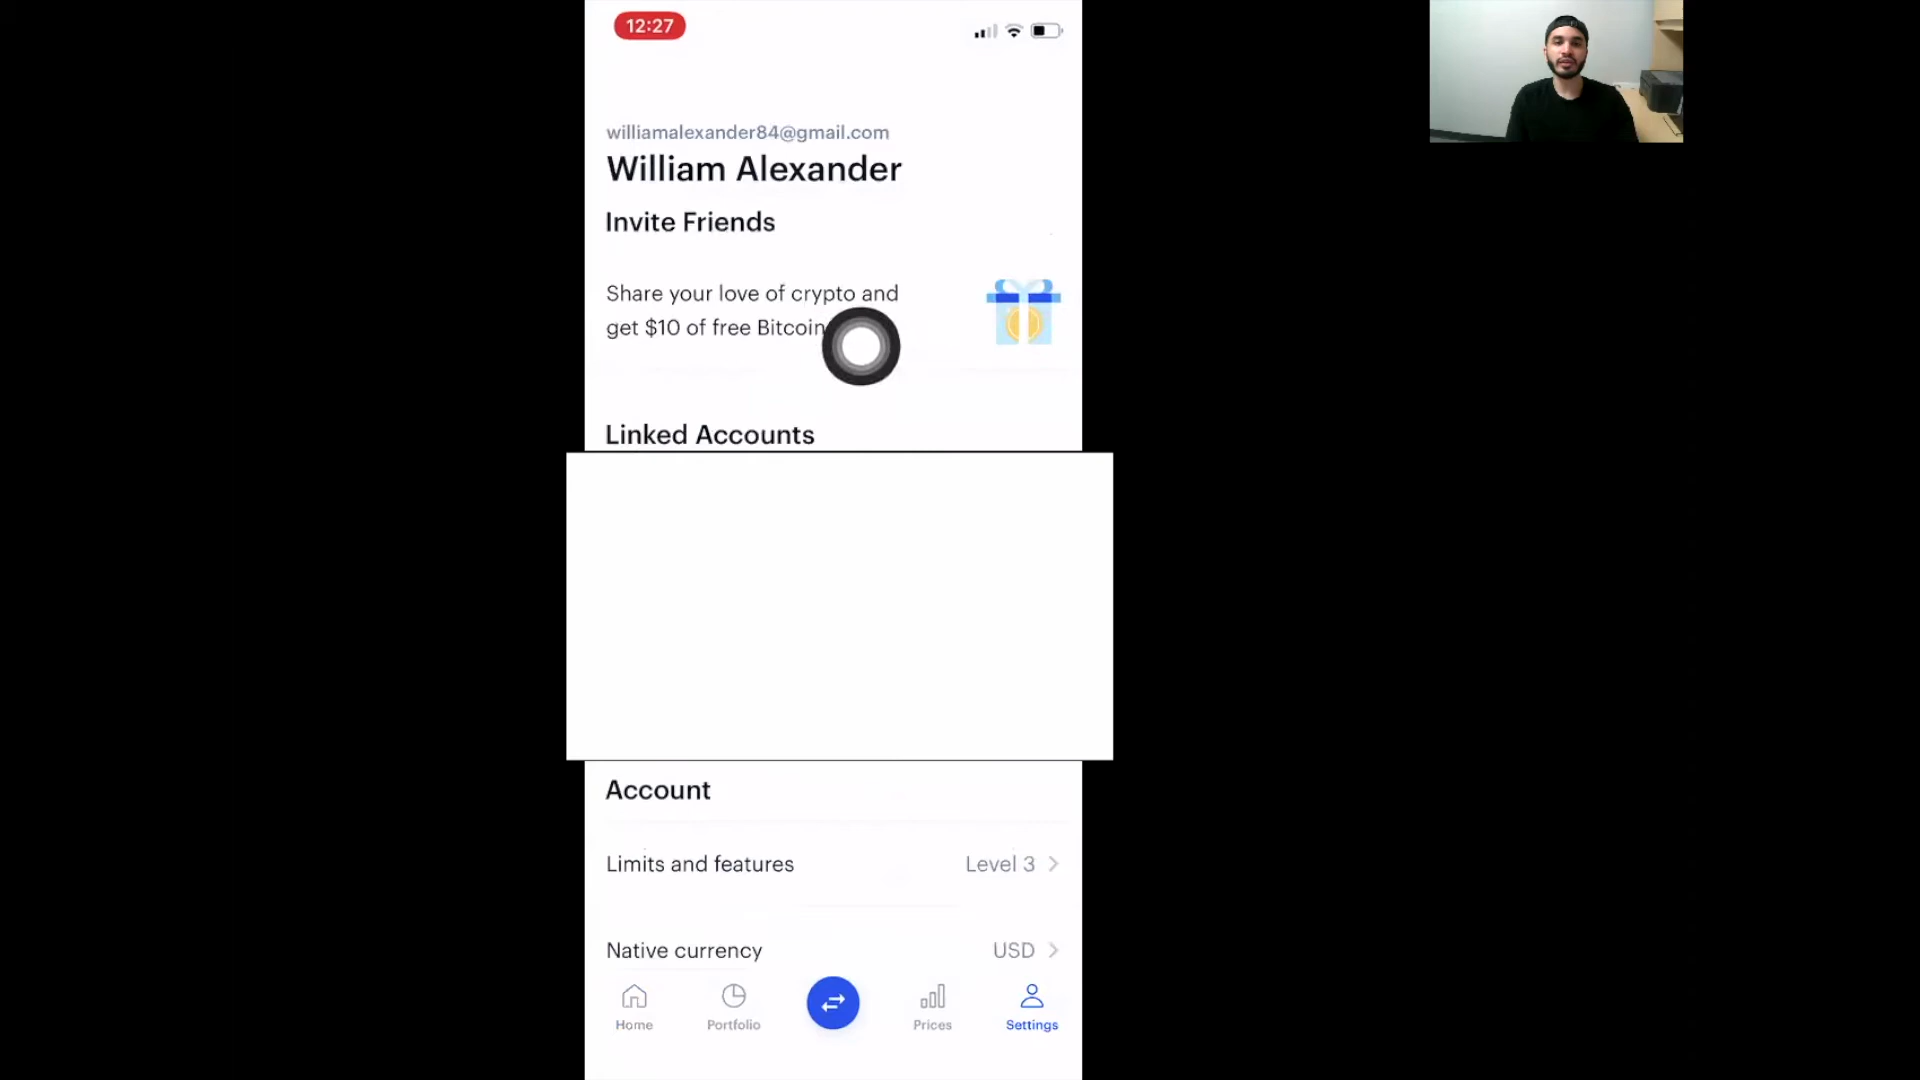 12:27
williamalexander84@gmail.com
William Alexander
Invite Friends
Share your love of crypto and
get $10 of free Bitcoin
Linked Accounts
Account
Limits and features Level 3
Native currency USD
Home Portfolio Prices Settings